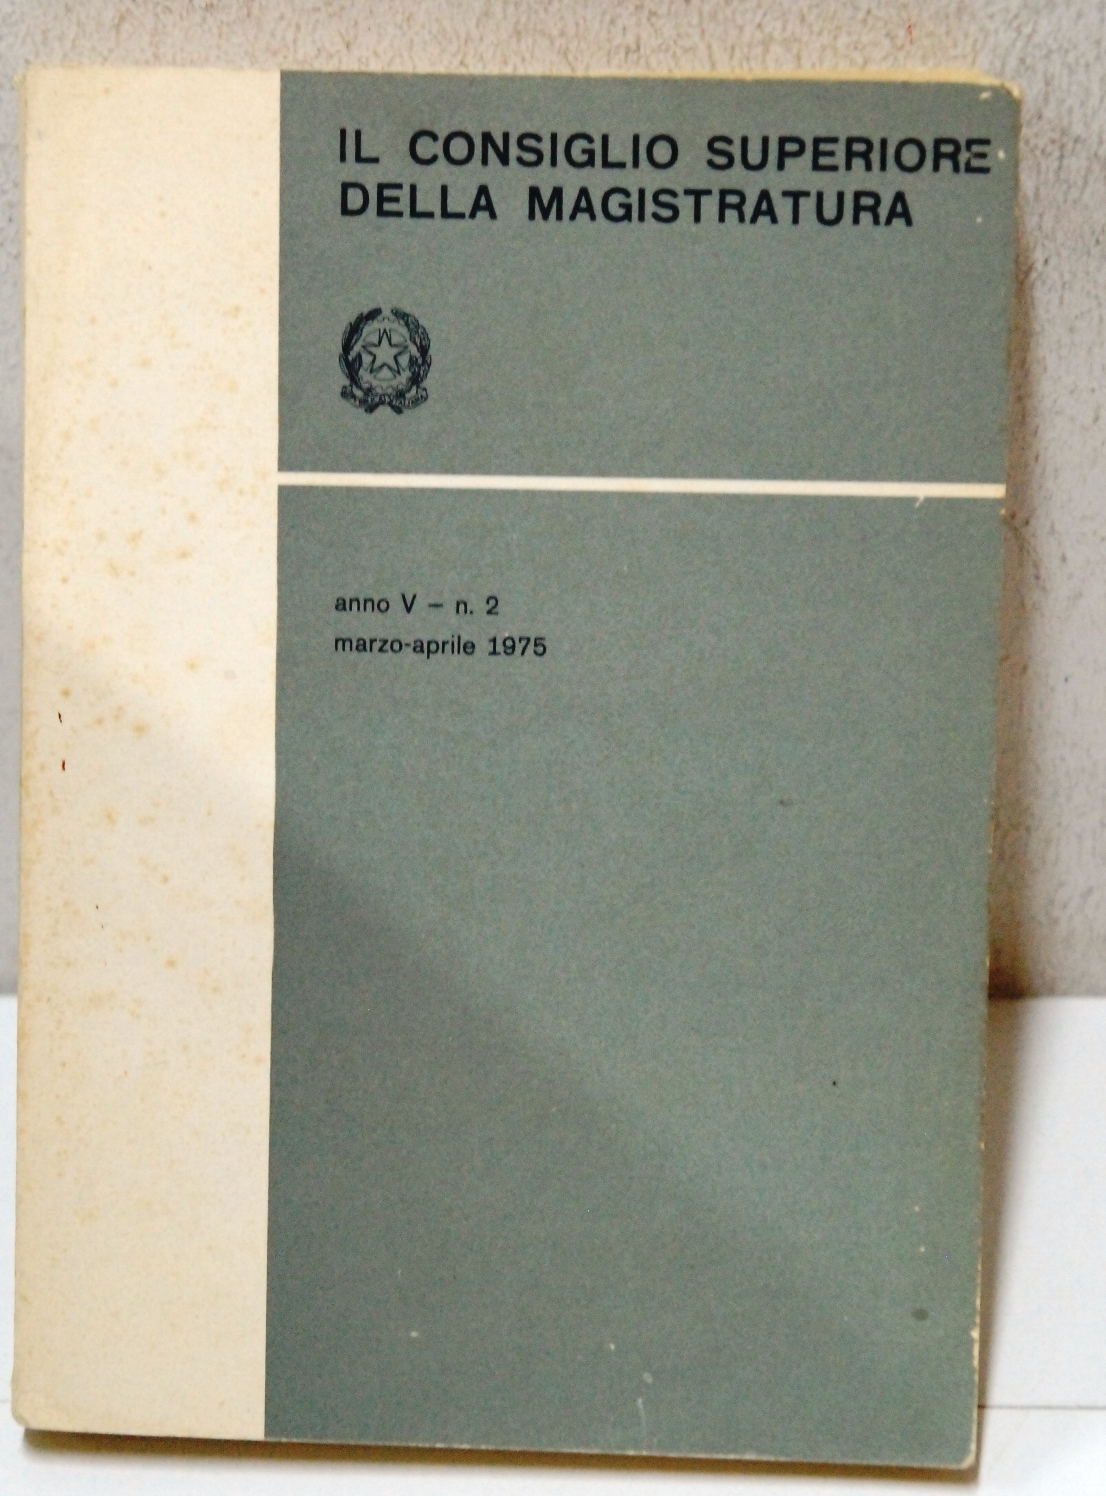 IL CONSIGLIO SUPERIORE
DELLA MAGISTRATURA
anno V – n. 2
marzo-aprile 1975